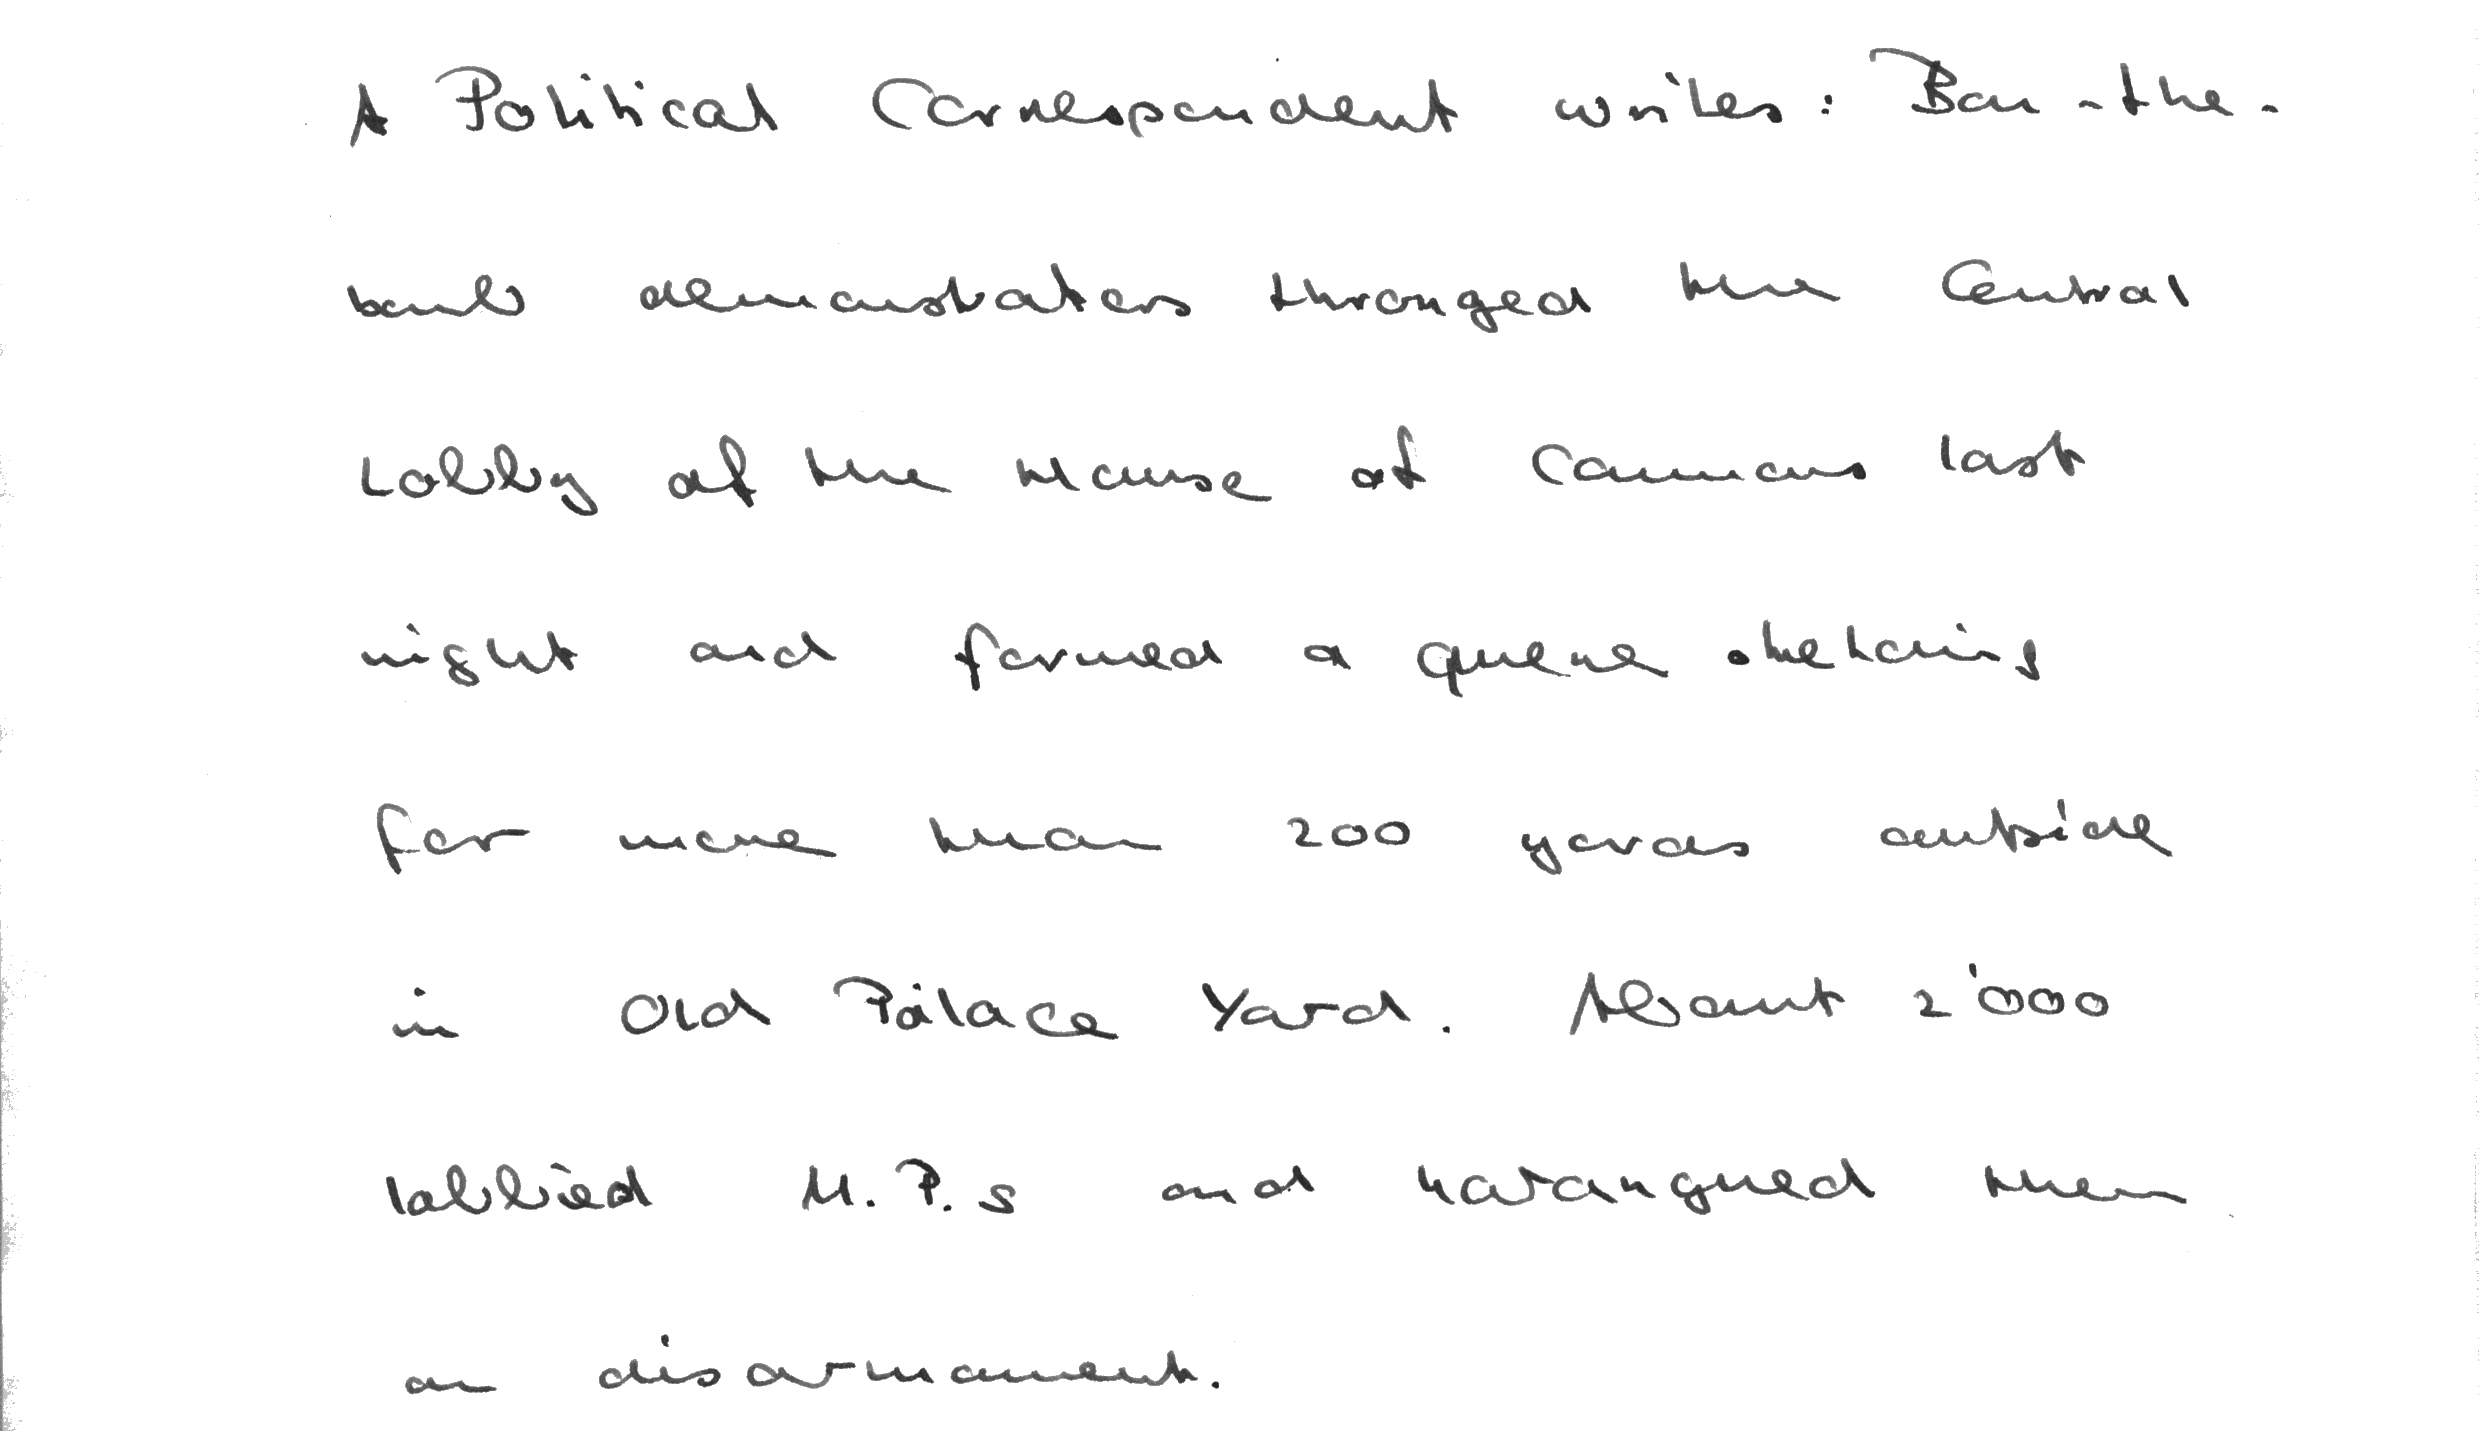 A Political Correspondent writes: Ban-the-
bomb demonstrators thronged the Central
Lobby of the House of Commons last
night and formed a queue stretching
for more than 200 yards outside
in Old Palace Yard. About 2'000
lobbied M.P.s and harangued them
on disarmament.